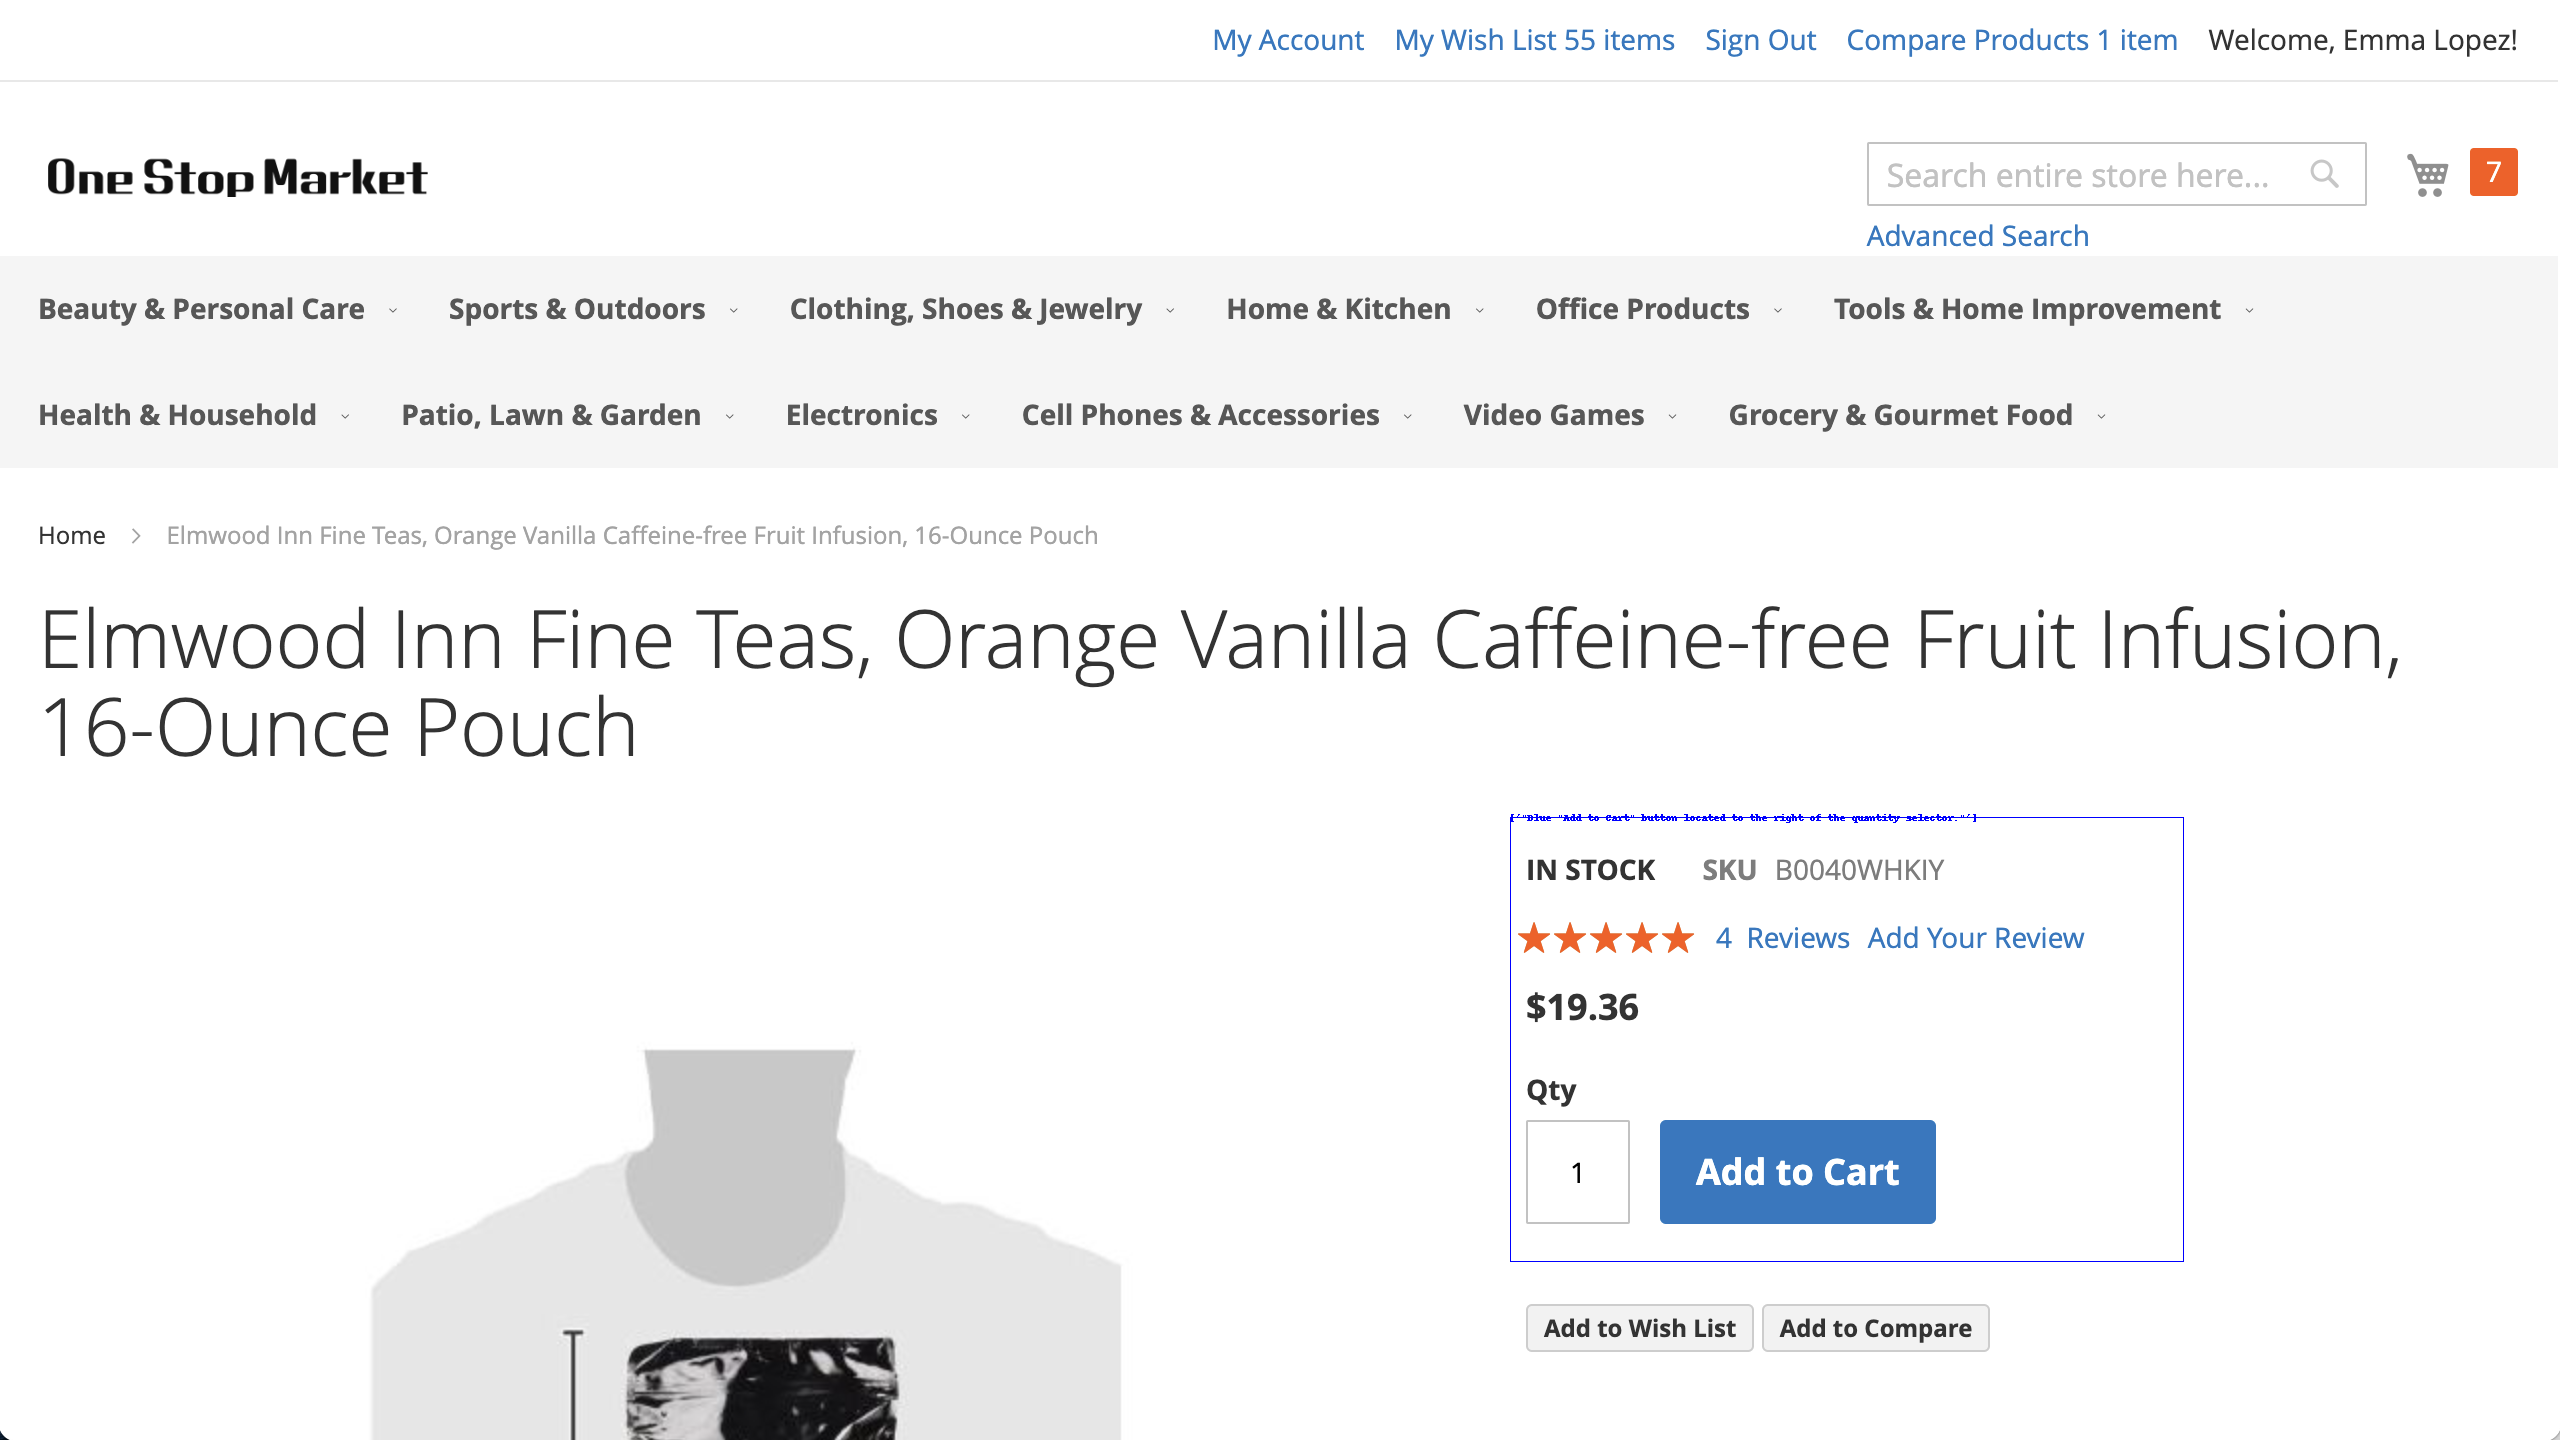 My Account My Wish List 55 items Sign Out Compare Products 1 item Welcome, Emma Lopez!
One Stop Market
Search entire store here...
7
Advanced Search
Beauty & Personal Care Sports & Outdoors Clothing, Shoes & Jewelry Home & Kitchen Office Products Tools & Home Improvement
Health & Household Patio, Lawn & Garden Electronics Cell Phones & Accessories Video Games Grocery & Gourmet Food
Home > Elmwood Inn Fine Teas, Orange Vanilla Caffeine-free Fruit Infusion, 16-Ounce Pouch
Elmwood Inn Fine Teas, Orange Vanilla Caffeine-free Fruit Infusion,
16-Ounce Pouch
['"Blue "Add to Cart" button located to the right of the quantity selector."']
IN STOCK SKU B0040WHKIY
4 Reviews Add Your Review
$19.36
Qty
1 Add to Cart
Add to Wish List Add to Compare